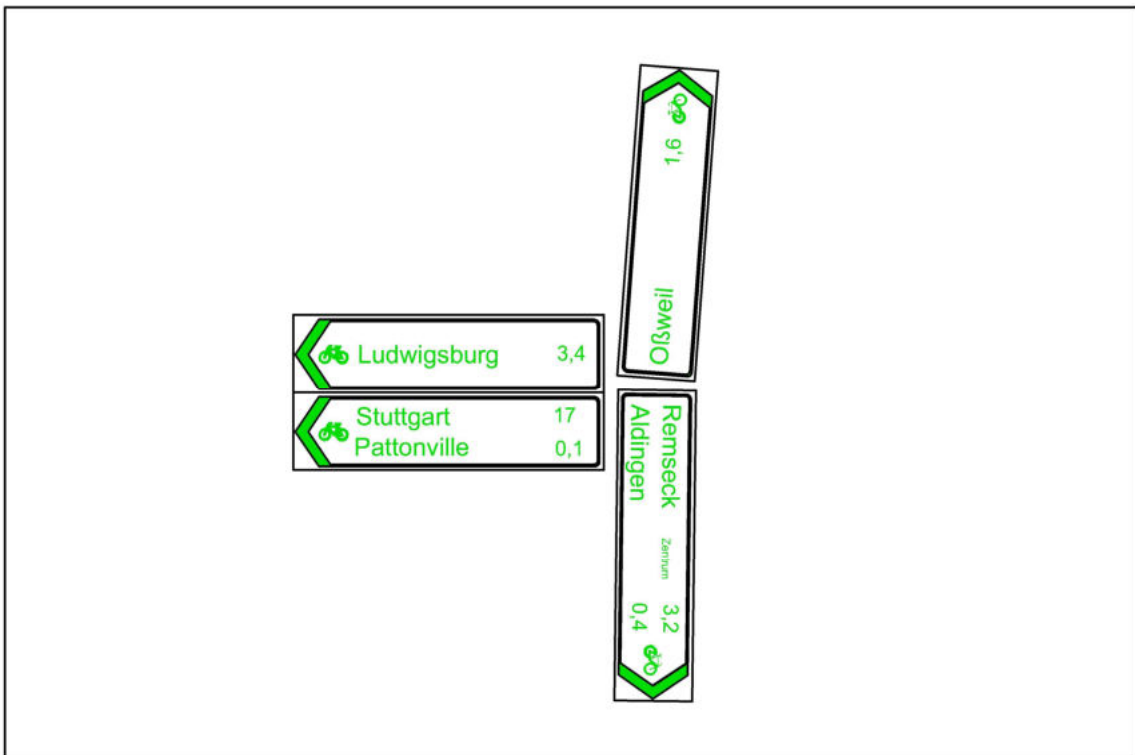 Oßweil 1,6
Ludwigsburg 3,4
Stuttgart 17
Pattonville 0,1
Remseck Zentrum 3,2
Aldingen 0,4